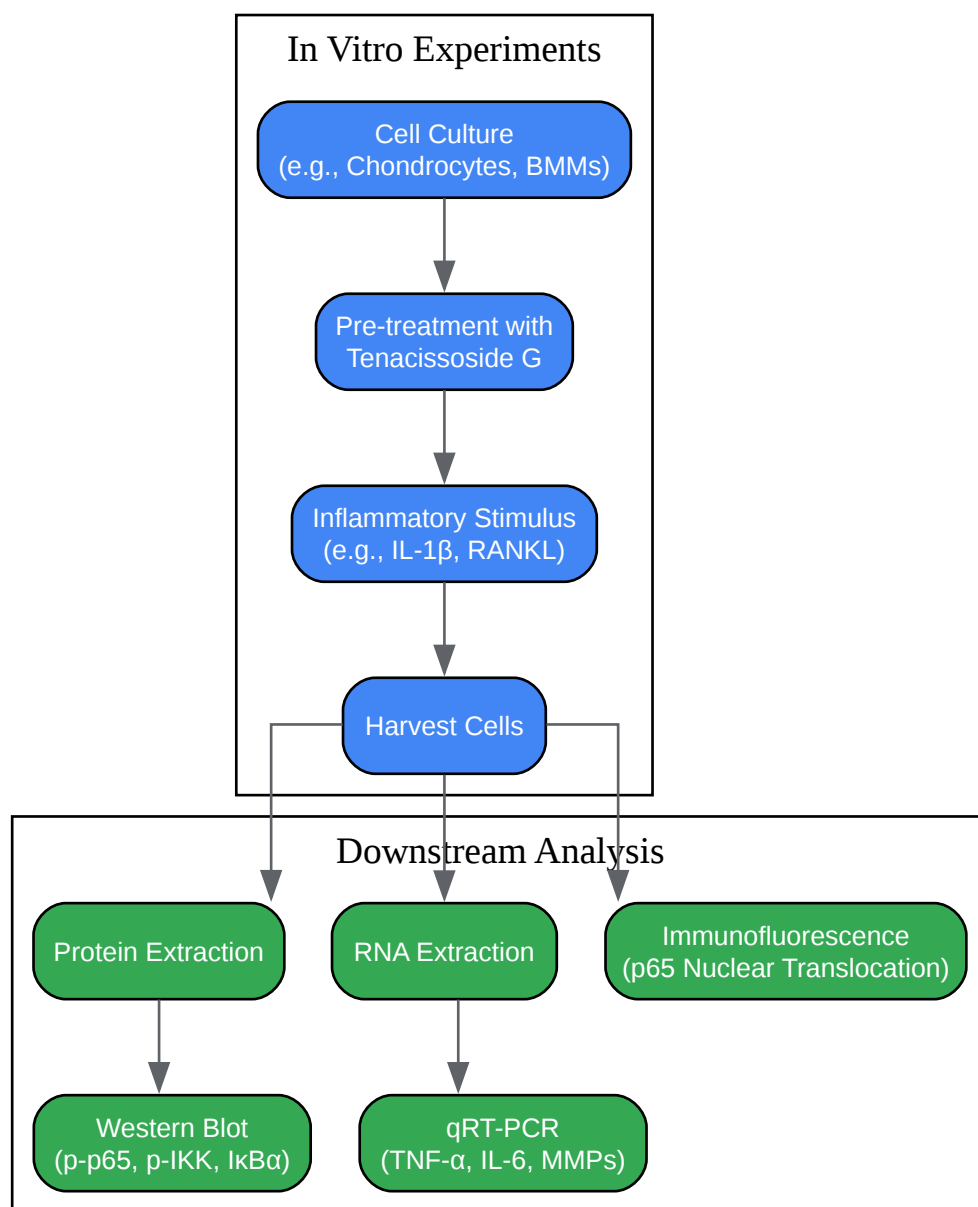 In Vitro Experiments
Cell Culture
(e.g., Chondrocytes, BMMs)
Pre-treatment with
Tenacissoside G
Inflammatory Stimulus
(e.g., IL-1β, RANKL)
Harvest Cells
Downstream Analysis
Protein Extraction
RNA Extraction
Immunofluorescence
(p65 Nuclear Translocation)
Western Blot
(p-p65, p-IKK, IκBα)
qRT-PCR
(TNF-α, IL-6, MMPs)